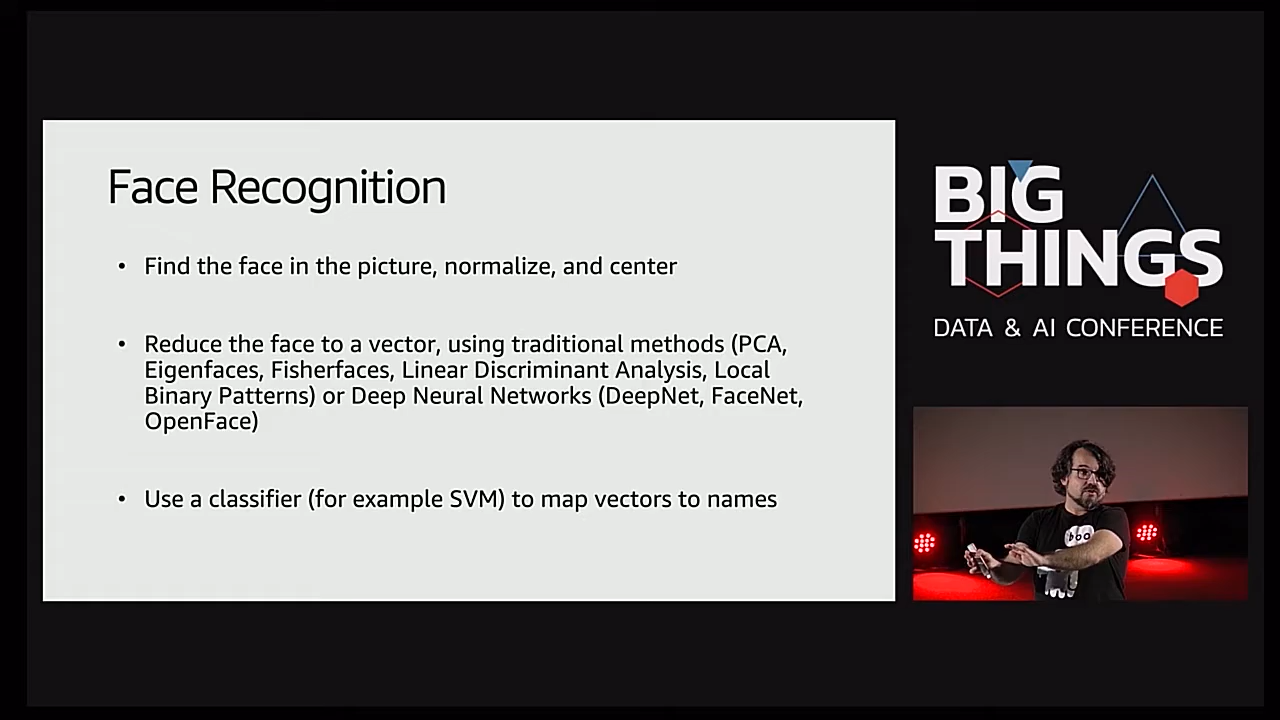 Face Recognition
• Find the face in the picture, normalize, and center
• Reduce the face to a vector, using traditional methods (PCA,
Eigenfaces, Fisherfaces, Linear Discriminant Analysis, Local
Binary Patterns) or Deep Neural Networks (DeepNet, FaceNet,
OpenFace)
• Use a classifier (for example SVM) to map vectors to names
BIG
THINGS
DATA & AI CONFERENCE
boo